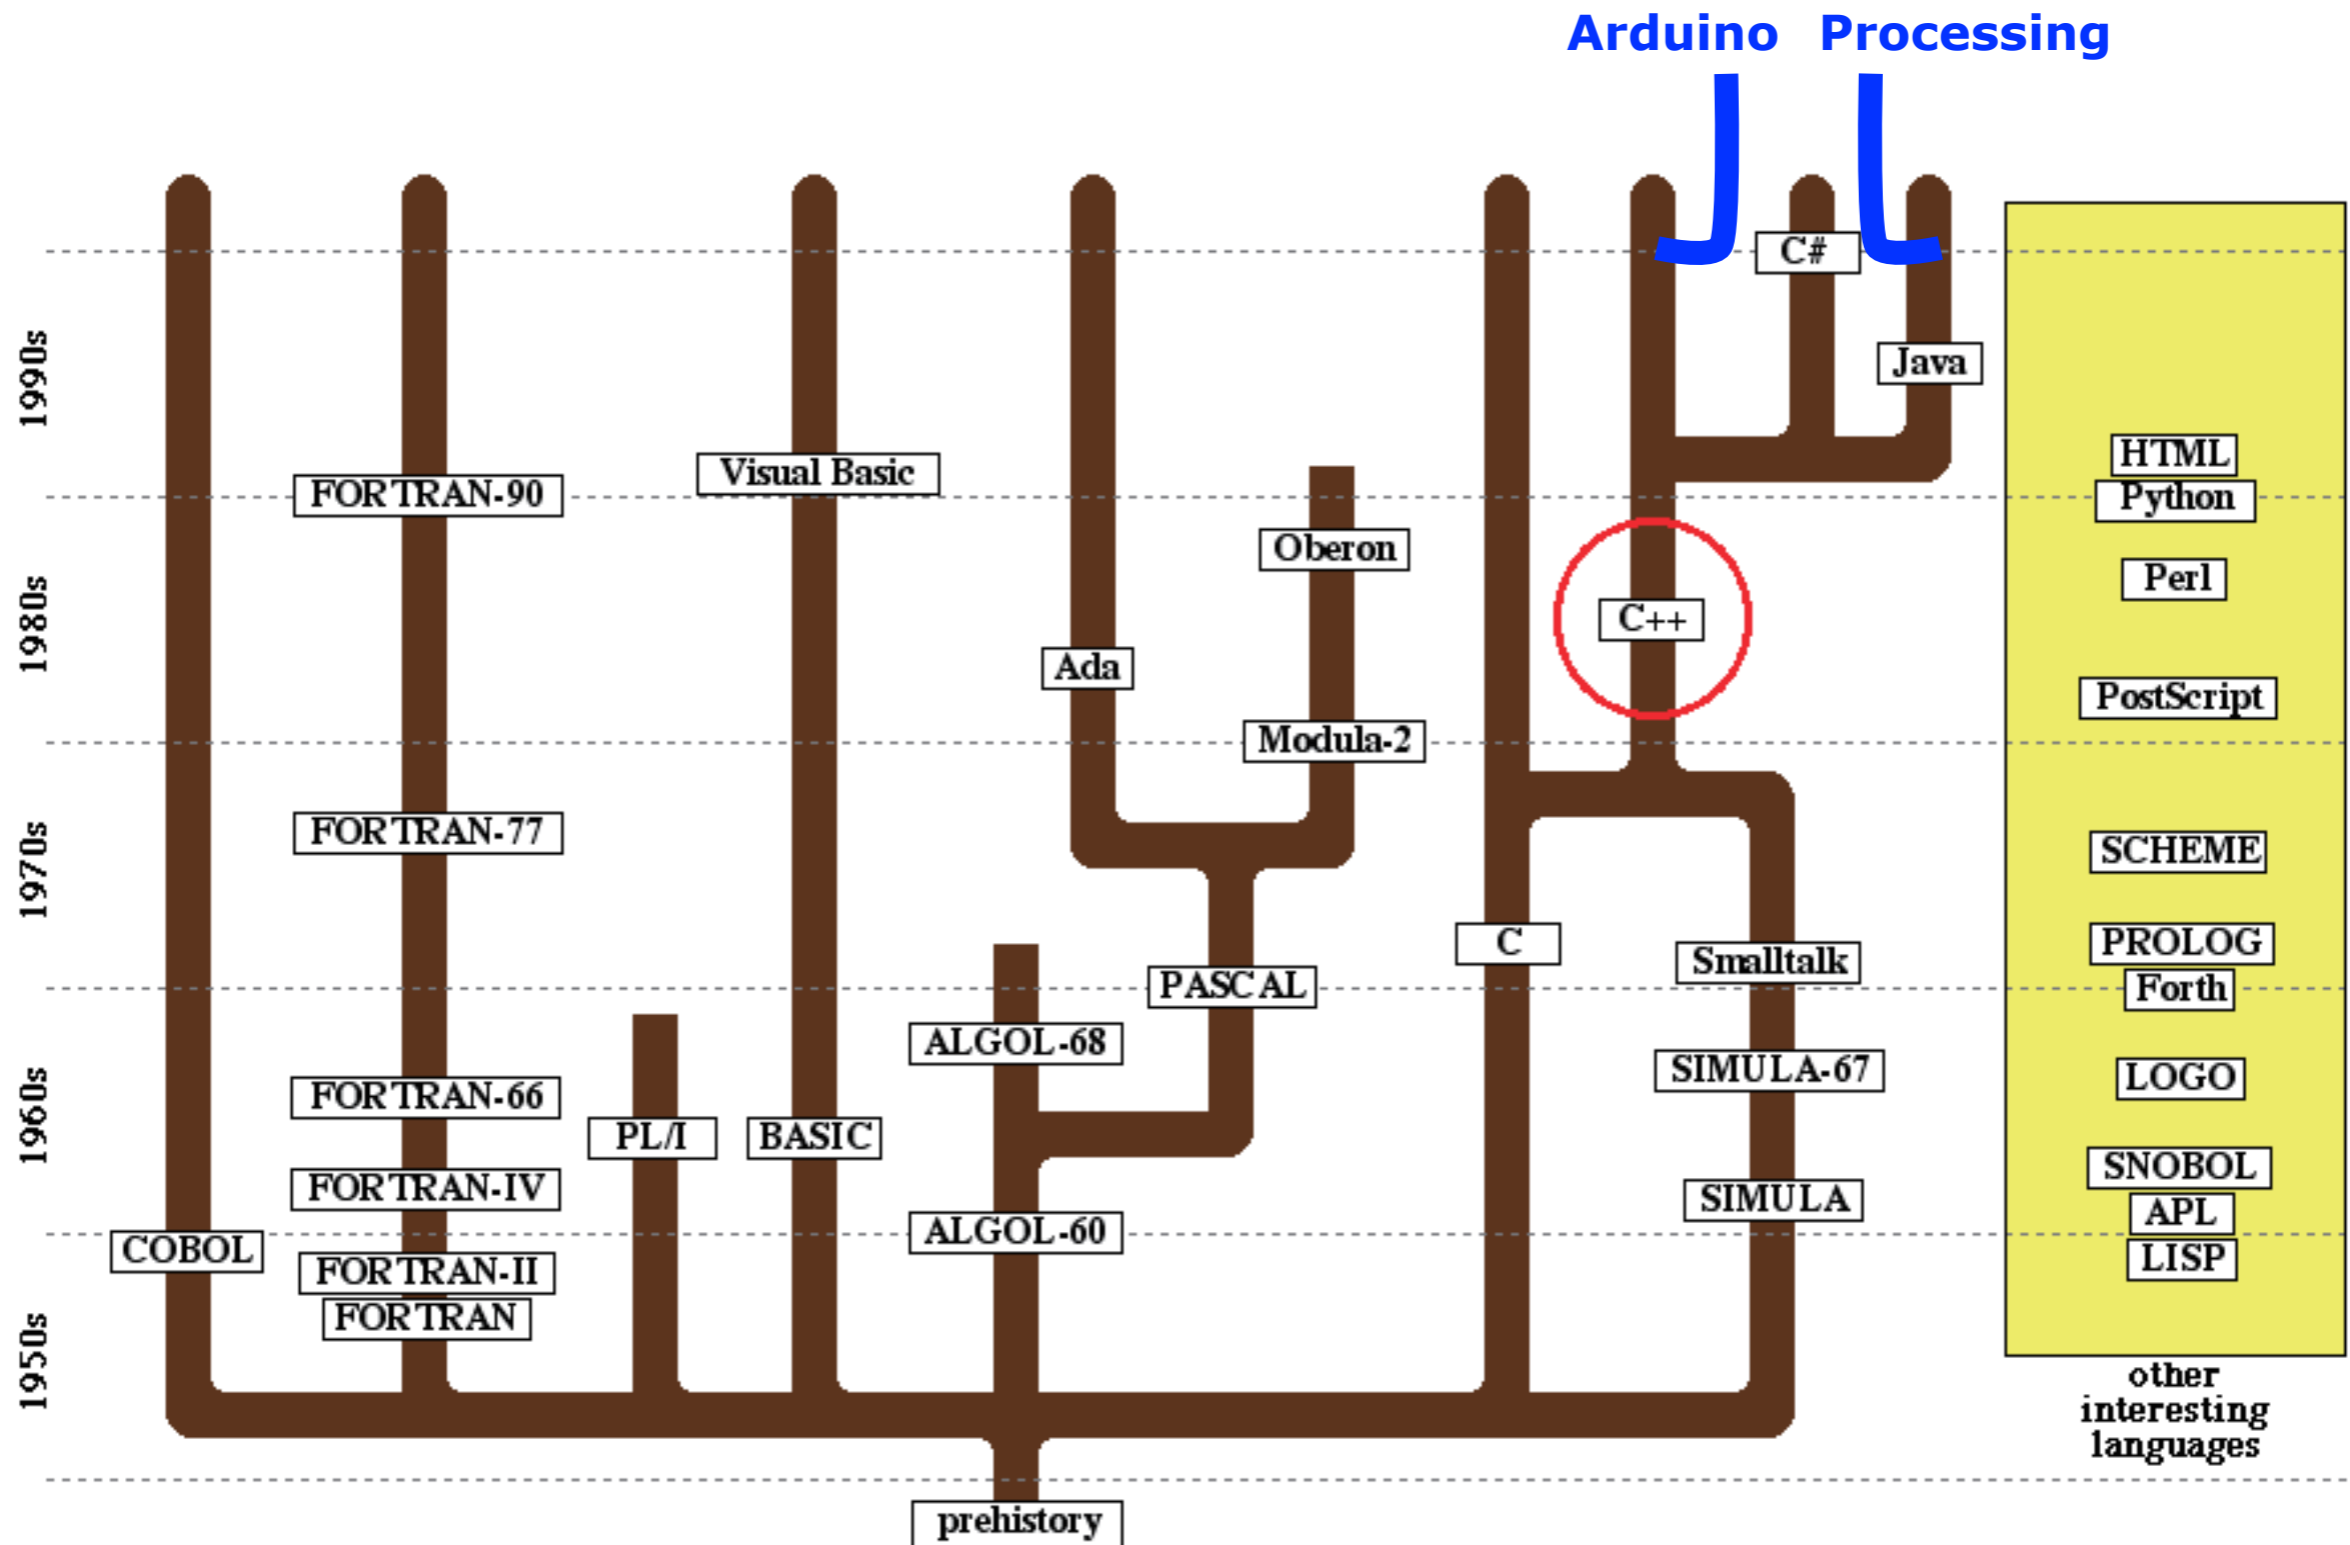 Arduino Processing
C#
1990s
Java
HTML
Visual Basic
FORTRAN-90
Python
Oberon
Perl
1980s
C++
Ada
PostScript
Modula-2
FORTRAN-77
SCHEME
1970s
C
PROLOG
Smalltalk
PASCAL
Forth
ALGOL-68
SIMULA-67
LOGO
FORTRAN-66
1960s
PL/I
BASIC
SNOBOL
FORTRAN-IV
SIMULA
APL
ALGOL-60
COBOL
LISP
FORTRAN-II
FORTRAN
1950s
other
interesting
languages
prehistory